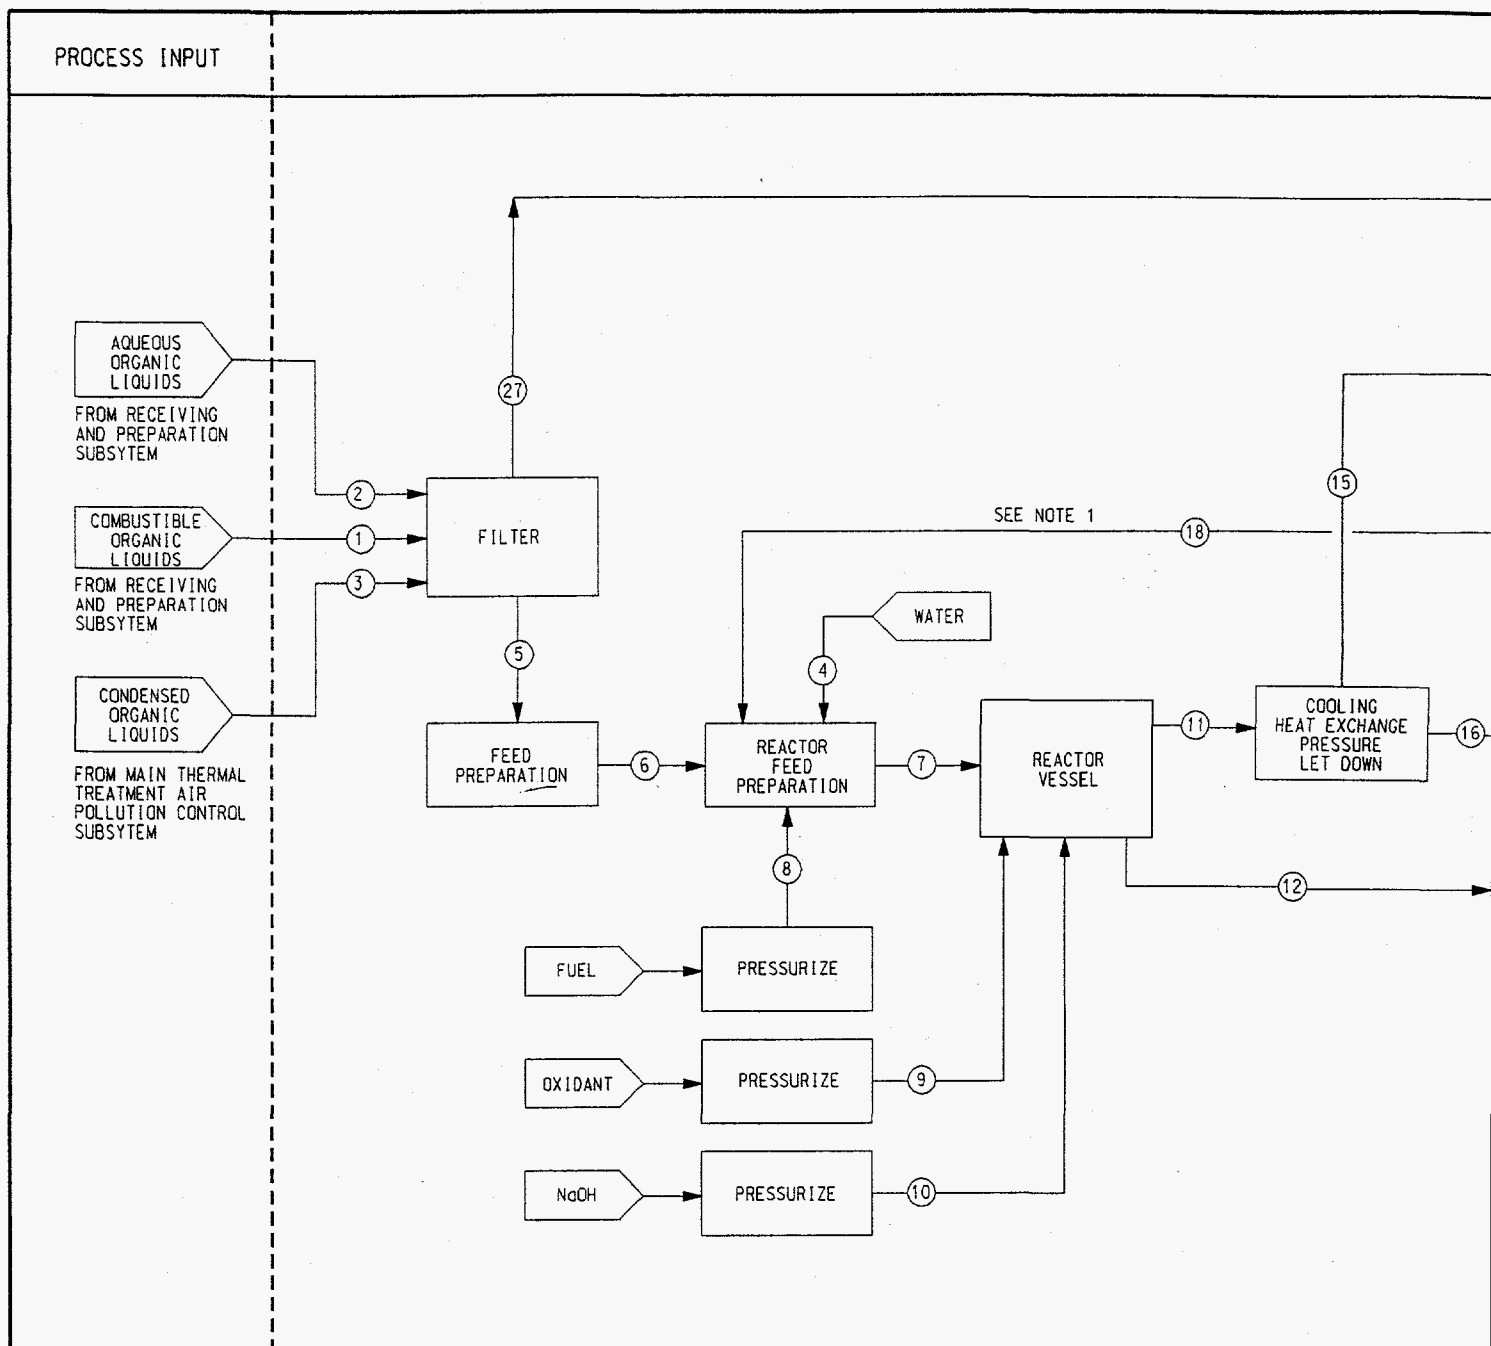 PROCESS INPUT
AQUEOUS
ORGANIC
LIQUIDS
FROM RECEIVING
AND PREPARATION
SUBSYTEM
COMBUSTIBLE
ORGANIC
LIQUIDS
FROM RECEIVING
AND PREPARATION
SUBSYTEM
CONDENSED
ORGANIC
LIQUIDS
FROM MAIN THERMAL
TREATMENT AIR
POLLUTION CONTROL
SUBSYTEM
27
2
1
3
FILTER
5
FEED
PREPARATION
6
SEE NOTE 1
18
15
WATER
4
REACTOR
FEED
PREPARATION
7
REACTOR
VESSEL
11
COOLING
HEAT EXCHANGE
PRESSURE
LET DOWN
16
8
12
FUEL
PRESSURIZE
OXIDANT
PRESSURIZE
9
NaOH
PRESSURIZE
10